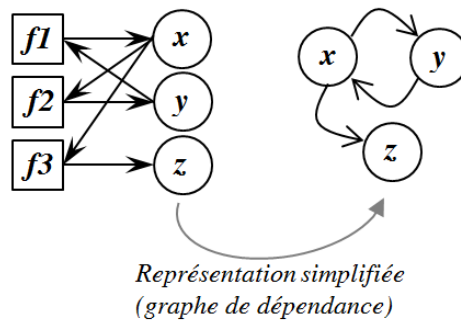 f1 x
f2 y
f3 z
x y
z
Représentation simplifiée
(graphe de dépendance)